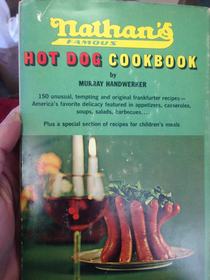 Nathan's
FAMOUS
HOT DOG COOKBOOK
by
MURRAY HANDWERKER
150 unusual, tempting and original frankfurter recipes—
America's favorite delicacy featured in appetizers, casseroles,
soups, salads, barbecues....
Plus a special section of recipes for children's meals